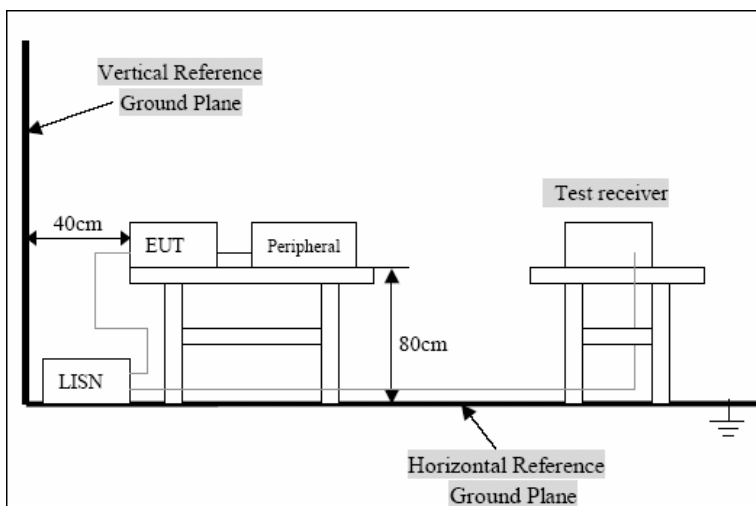 Vertical Reference
Ground Plane
Test receiver
40cm
EUT
Peripheral
80cm
LISN
Horizontal Reference
Ground Plane